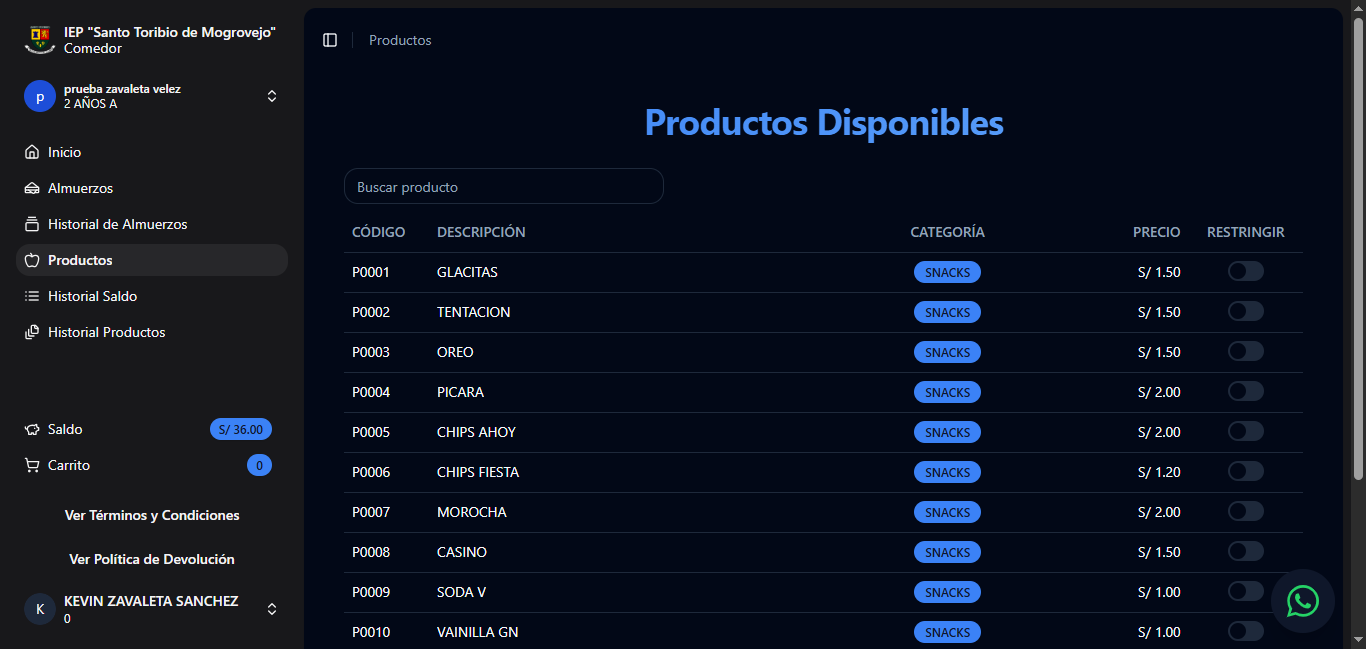 IEP "Santo Toribio de Mogrovejo"
Comedor
p
prueba zavaleta velez
2 AÑOS A
Inicio
Almuerzos
Historial de Almuerzos
Productos
Historial Saldo
Historial Productos
Saldo S/ 36.00
Carrito 0
Ver Términos y Condiciones
Ver Política de Devolución
K
KEVIN ZAVALETA SANCHEZ
0
Productos
Productos Disponibles
Buscar producto
CÓDIGO DESCRIPCIÓN CATEGORÍA PRECIO RESTRINGIR
P0001 GLACITAS SNACKS S/ 1.50
P0002 TENTACION SNACKS S/ 1.50
P0003 OREO SNACKS S/ 1.50
P0004 PICARA SNACKS S/ 2.00
P0005 CHIPS AHOY SNACKS S/ 2.00
P0006 CHIPS FIESTA SNACKS S/ 1.20
P0007 MOROCHA SNACKS S/ 2.00
P0008 CASINO SNACKS S/ 1.50
P0009 SODA V SNACKS S/ 1.00
P0010 VAINILLA GN SNACKS S/ 1.00